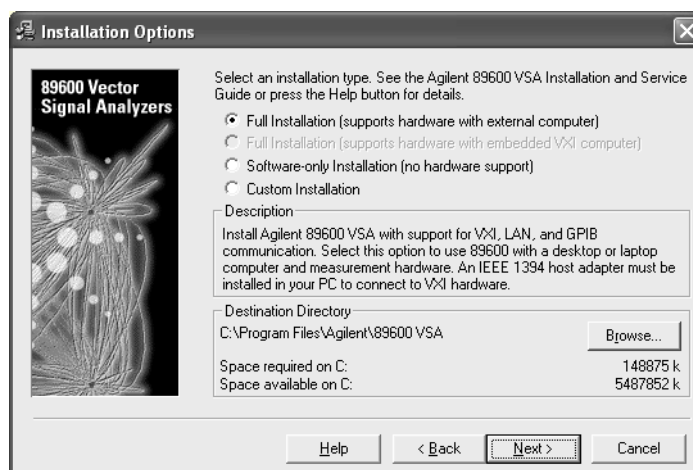 Installation Options
89600 Vector
Signal Analyzers
Select an installation type. See the Agilent 89600 VSA Installation and Service
Guide or press the Help button for details.
Full Installation (supports hardware with external computer)
Full Installation (supports hardware with embedded VXI computer)
Software-only Installation (no hardware support)
Custom Installation
Description
Install Agilent 89600 VSA with support for VXI, LAN, and GPIB
communication. Select this option to use 89600 with a desktop or laptop
computer and measurement hardware. An IEEE 1394 host adapter must be
installed in your PC to connect to VXI hardware.
Destination Directory
C:\Program Files\Agilent\89600 VSA
Browse...
Space required on C: 148875 k
Space available on C: 5487852 k
Help < Back Next > Cancel